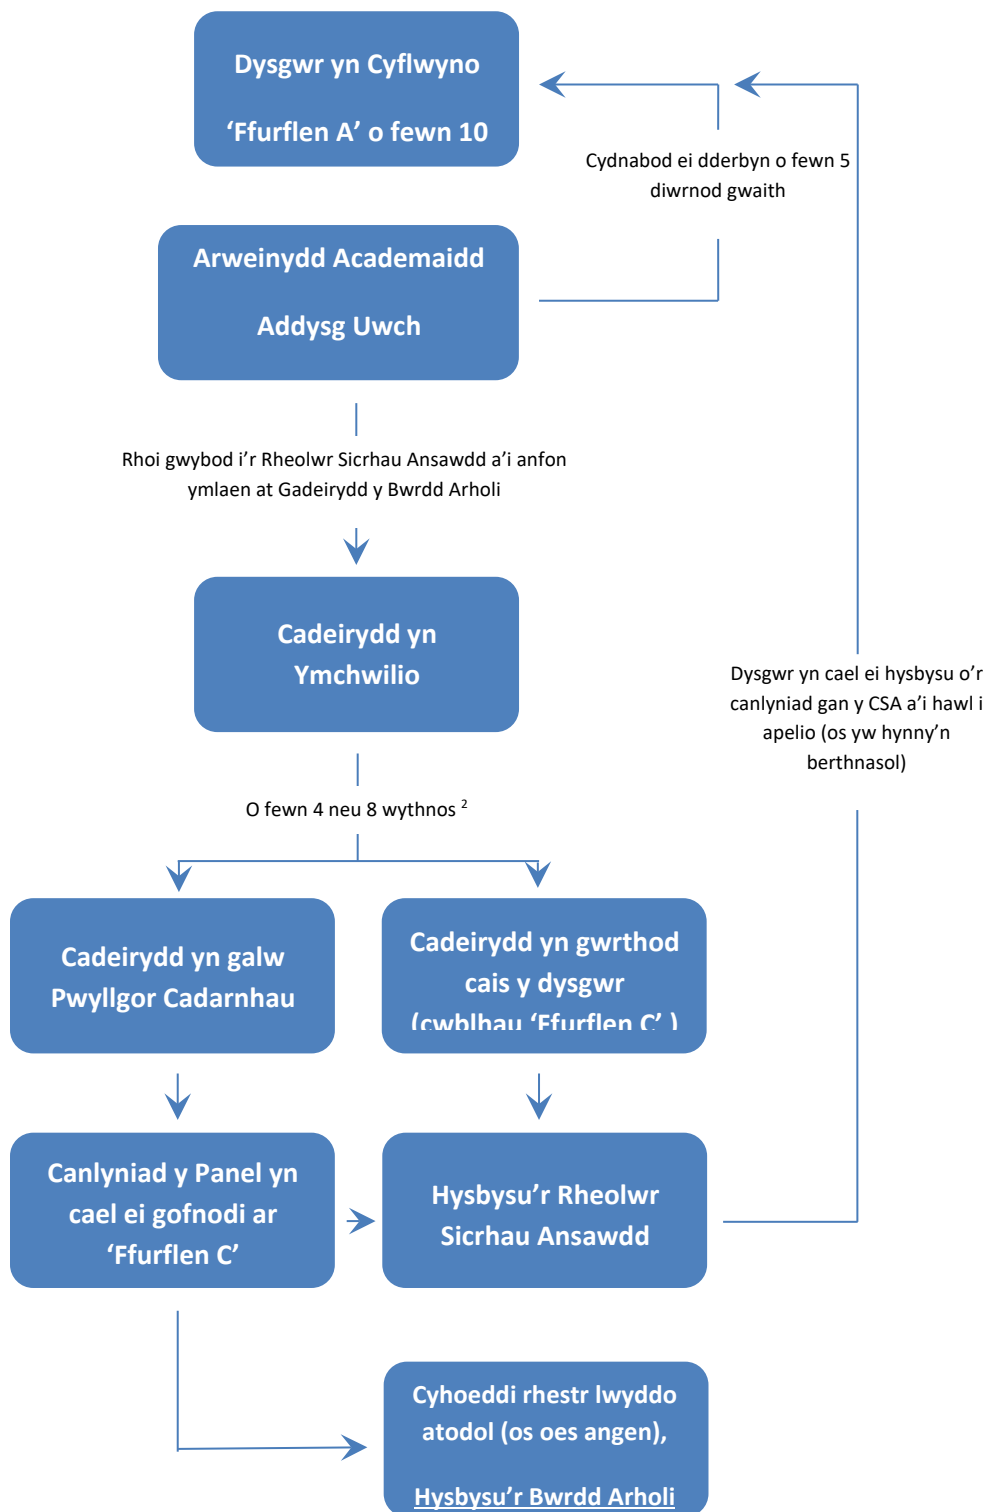 Dysgwr yn Cyflwyno
‘Ffurflen A’ o fewn 10
Cydnabod ei dderbyn o fewn 5
diwrnod gwaith
Arweinydd Academaidd
Addysg Uwch
Rhoi gwybod i’r Rheolwr Sicrhau Ansawdd a’i anfon
ymlaen at Gadeirydd y Bwrdd Arholi
Cadeirydd yn
Ymchwilio
Dysgwr yn cael ei hysbysu o’r
canlyniad gan y CSA a’i hawl i
apelio (os yw hynny’n
berthnasol)
O fewn 4 neu 8 wythnos ²
Cadeirydd yn galw
Pwyllgor Cadarnhau
Cadeirydd yn gwrthod
cais y dysgwr
(cwblhau ‘Ffurflen C’ )
Canlyniad y Panel yn
cael ei gofnodi ar
‘Ffurflen C’
Hysbysu’r Rheolwr
Sicrhau Ansawdd
Cyhoeddi rhestr lwyddo
atodol (os oes angen),
Hysbysu’r Bwrdd Arholi